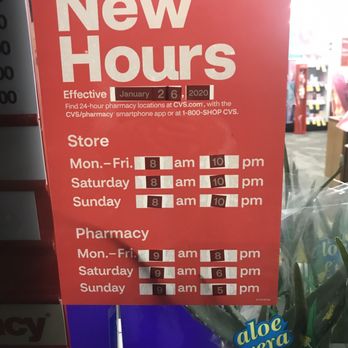 New
Hours
Effective January 26, 2020
Find 24-hour pharmacy locations at CVS.com, with the
CVS/pharmacy smartphone app or at 1-800-SHOP CVS.
Store
Mon.–Fri. 8 am 10 pm
Saturday 8 am 10 pm
Sunday 8 am 10 pm
Pharmacy
Mon.–Fri. 9 am 8 pm
Saturday 9 am 6 pm
Sunday 9 am 5 pm
aloe
vera
aloe